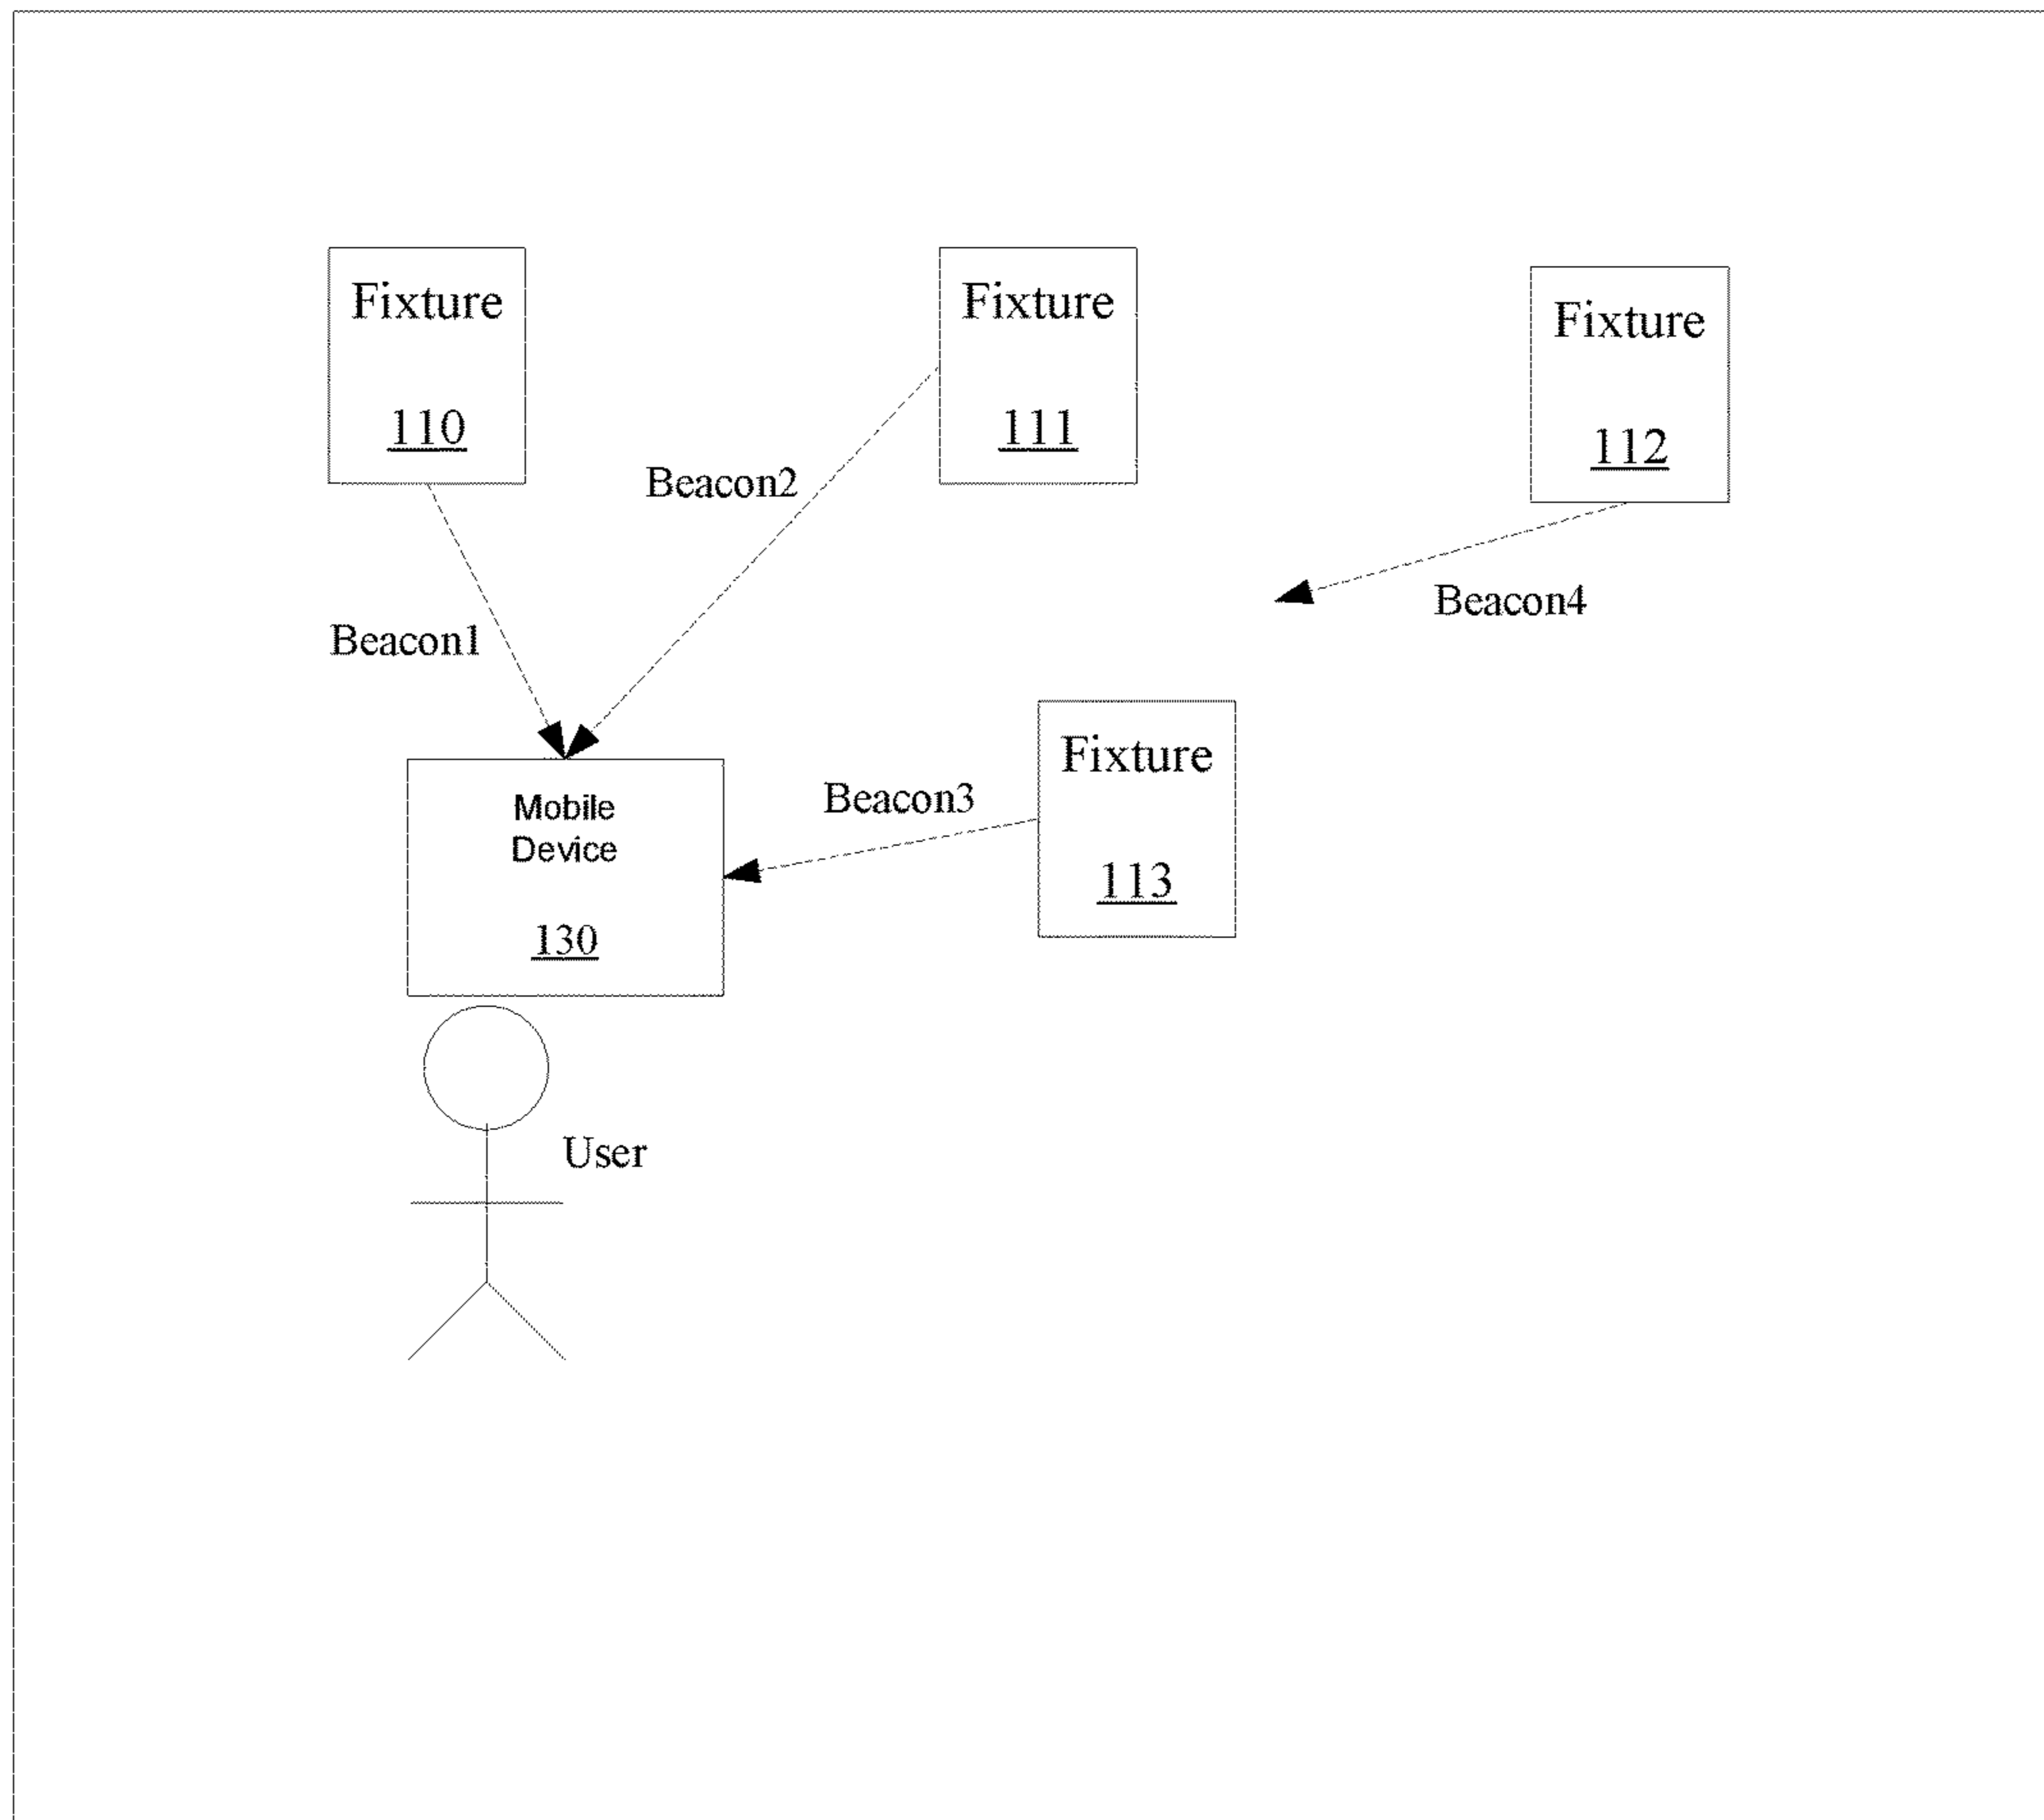 Fixture
110
Fixture
111
Fixture
112
Beacon2
Beacon4
Beacon1
Fixture
113
Beacon3
Mobile
Device
130
User